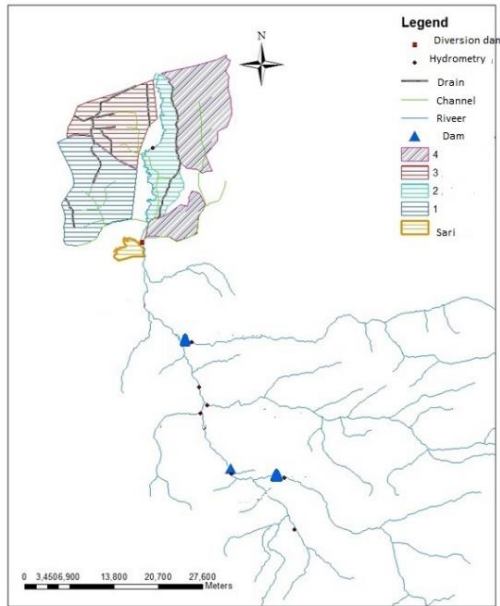 N
Legend
Diversion dam
Hydrometry
Drain
Channel
Riveer
Dam
4
3
2
1
Sari
0 3,4506,900 13,800 20,700 27,600
Meters